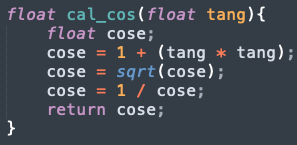 float cal_cos(float tang){
    float cose;
    cose = 1 + (tang * tang);
    cose = sqrt(cose);
    cose = 1 / cose;
    return cose;
}